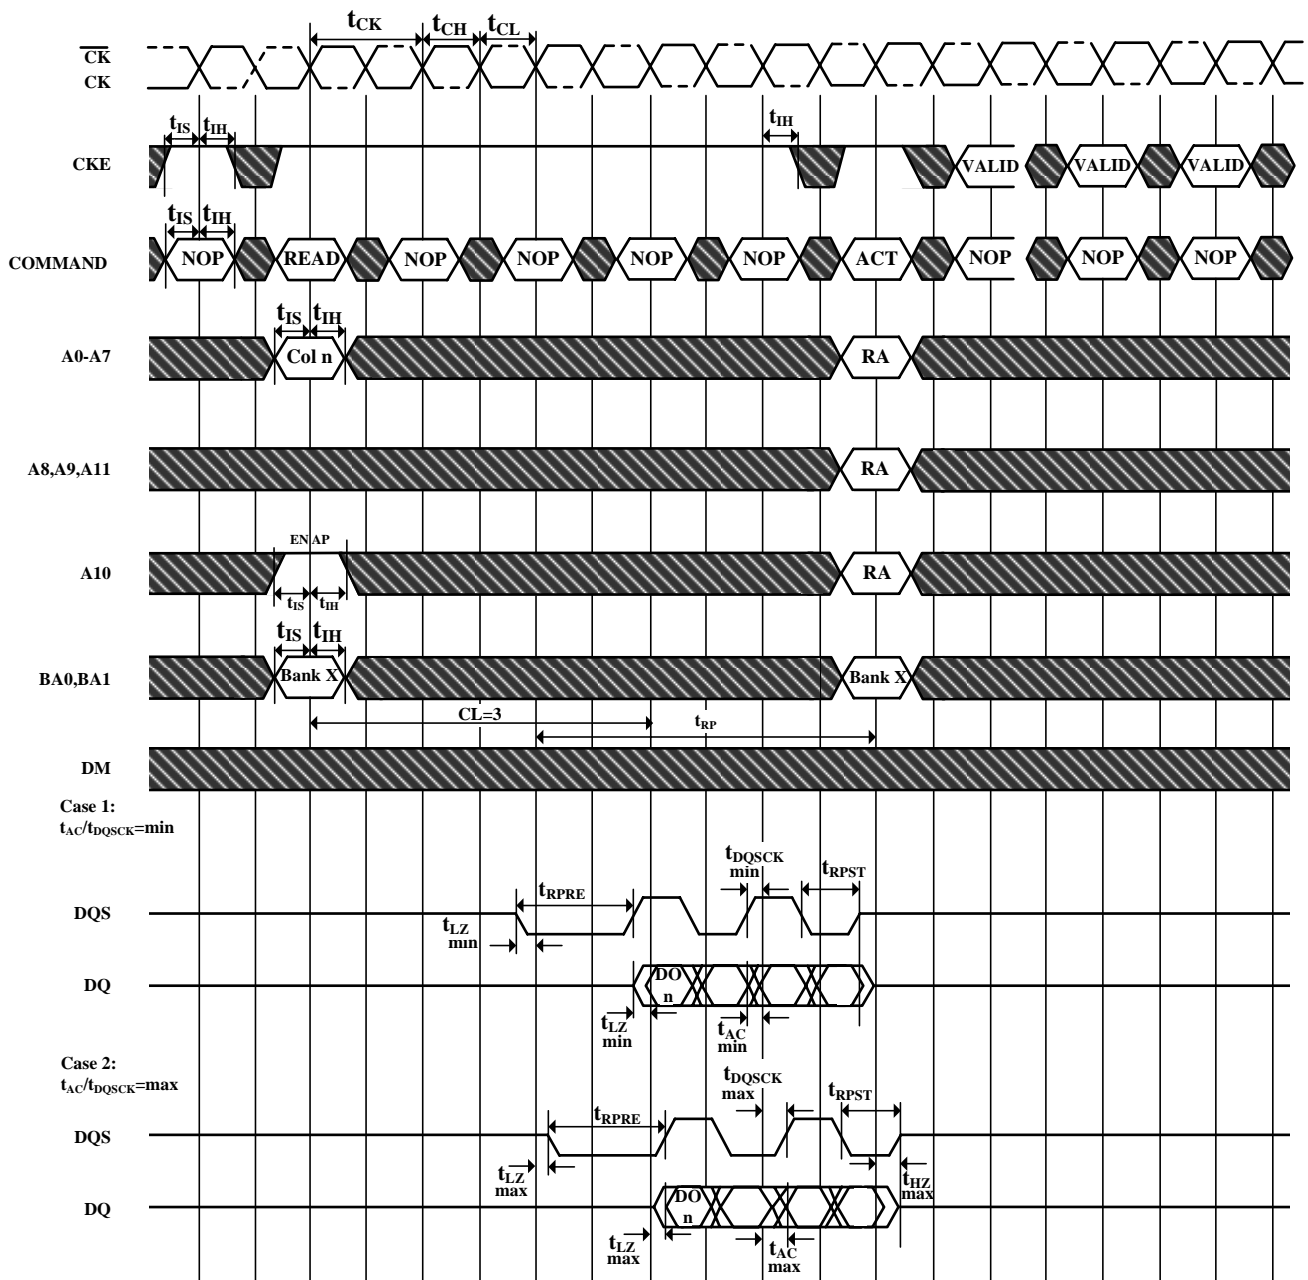 tCK tCH tCL
CK
CK
tIS tIH tIH
CKE VALID VALID VALID
tIS tIH
COMMAND NOP READ NOP NOP NOP NOP ACT NOP NOP NOP
tIS tIH
A0-A7 Col n RA
A8,A9,A11 RA
EN AP
A10 RA
tIS tIH
tIS tIH
BA0,BA1 Bank X Bank X
CL=3 tRP
DM
Case 1:
tAC/tDQSCK=min
tDQSCK
min
tRPST
tRPRE
DQS
tLZ
min
DQ DO
n
tLZ
min
tAC
min
Case 2:
tAC/tDQSCK=max
tDQSCK
max
tRPST
tRPRE
DQS
tLZ
max
tHZ
max
DQ DO
n
tLZ
max
tAC
max